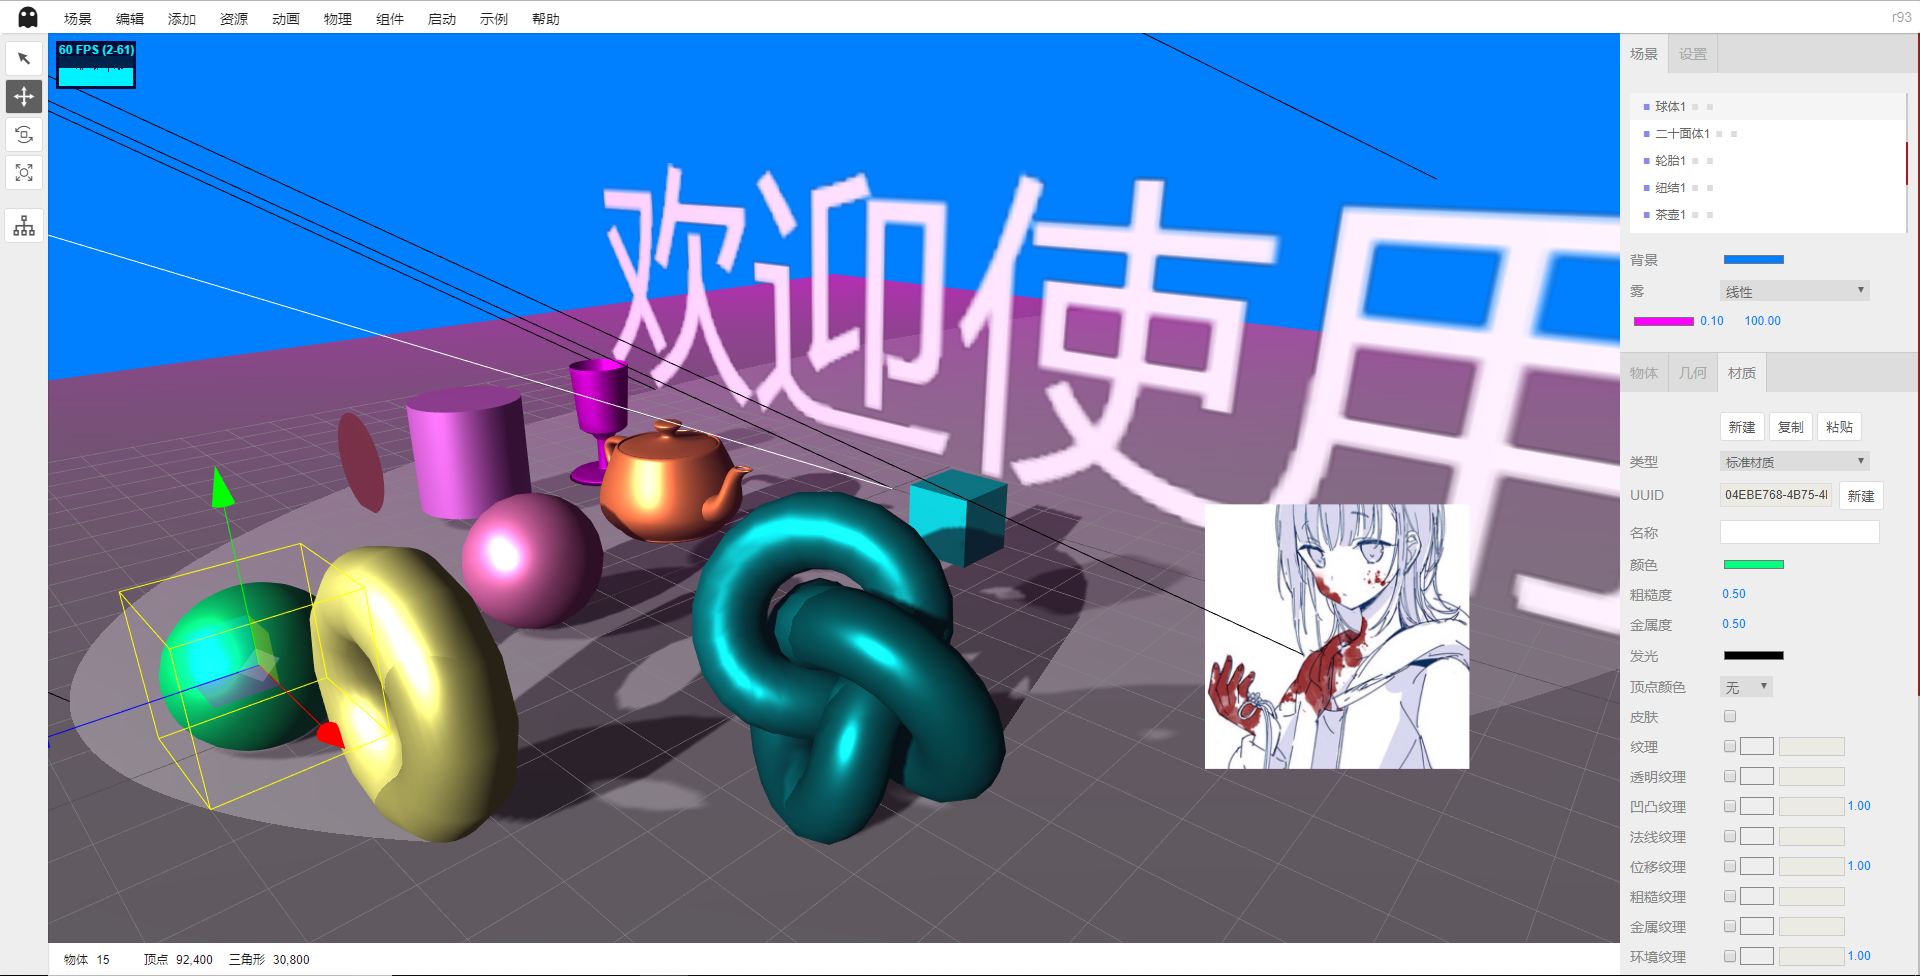 场景 编辑 添加 资源 动画 物理 组件 启动 示例 帮助 r93
60 FPS (2-61)
欢迎使用
场景 设置
球体1
二十面体1
轮胎1
纽结1
茶壶1
背景
雾 线性
0.10 100.00
物体 几何 材质
新建 复制 粘贴
类型 标准材质
UUID 04EBE768-4B75-4 新建
名称
颜色
粗糙度 0.50
金属度 0.50
发光
顶点颜色 无
皮肤
纹理
透明纹理
凹凸纹理 1.00
法线纹理
位移纹理 1.00
粗糙纹理
金属纹理
环境纹理 1.00
物体 15 顶点 92,400 三角形 30,800